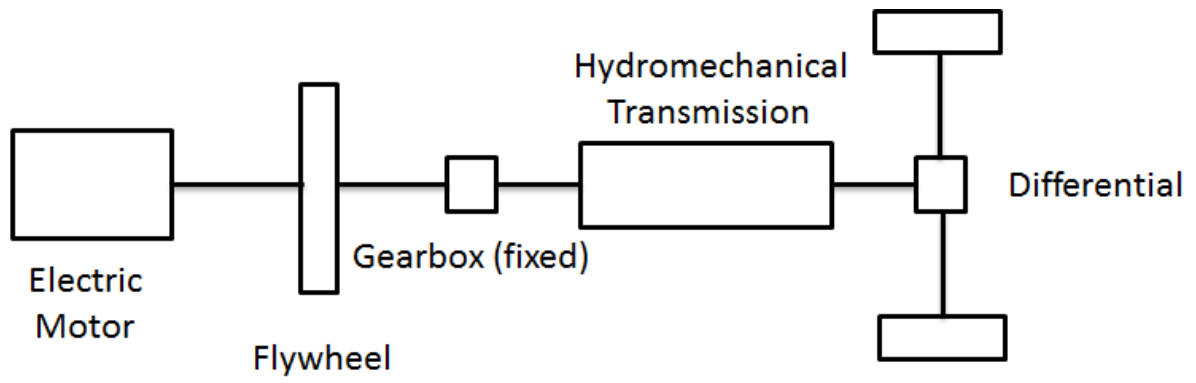 Hydromechanical
Transmission
Differential
Gearbox (fixed)
Electric
Motor
Flywheel